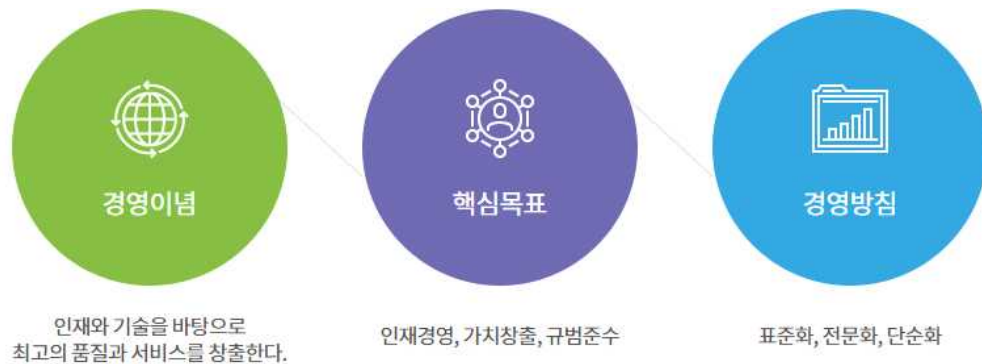 경영이념
핵심목표
경영방침
인재와 기술을 바탕으로
최고의 품질과 서비스를 창출한다.
인재경영, 가치창출, 규범준수
표준화, 전문화, 단순화